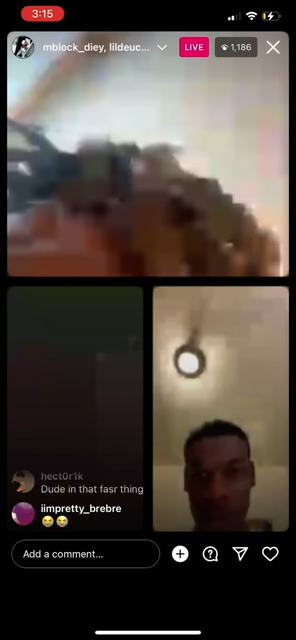 3:15
mblock_diey, lildeuc...
LIVE
1,186
hect0r1k
Dude in that fasr thing
iimpretty_brebre
😭😭
Add a comment...